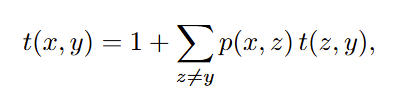 t(x, y) = 1 + ∑_{z≠y} p(x, z) t(z, y),